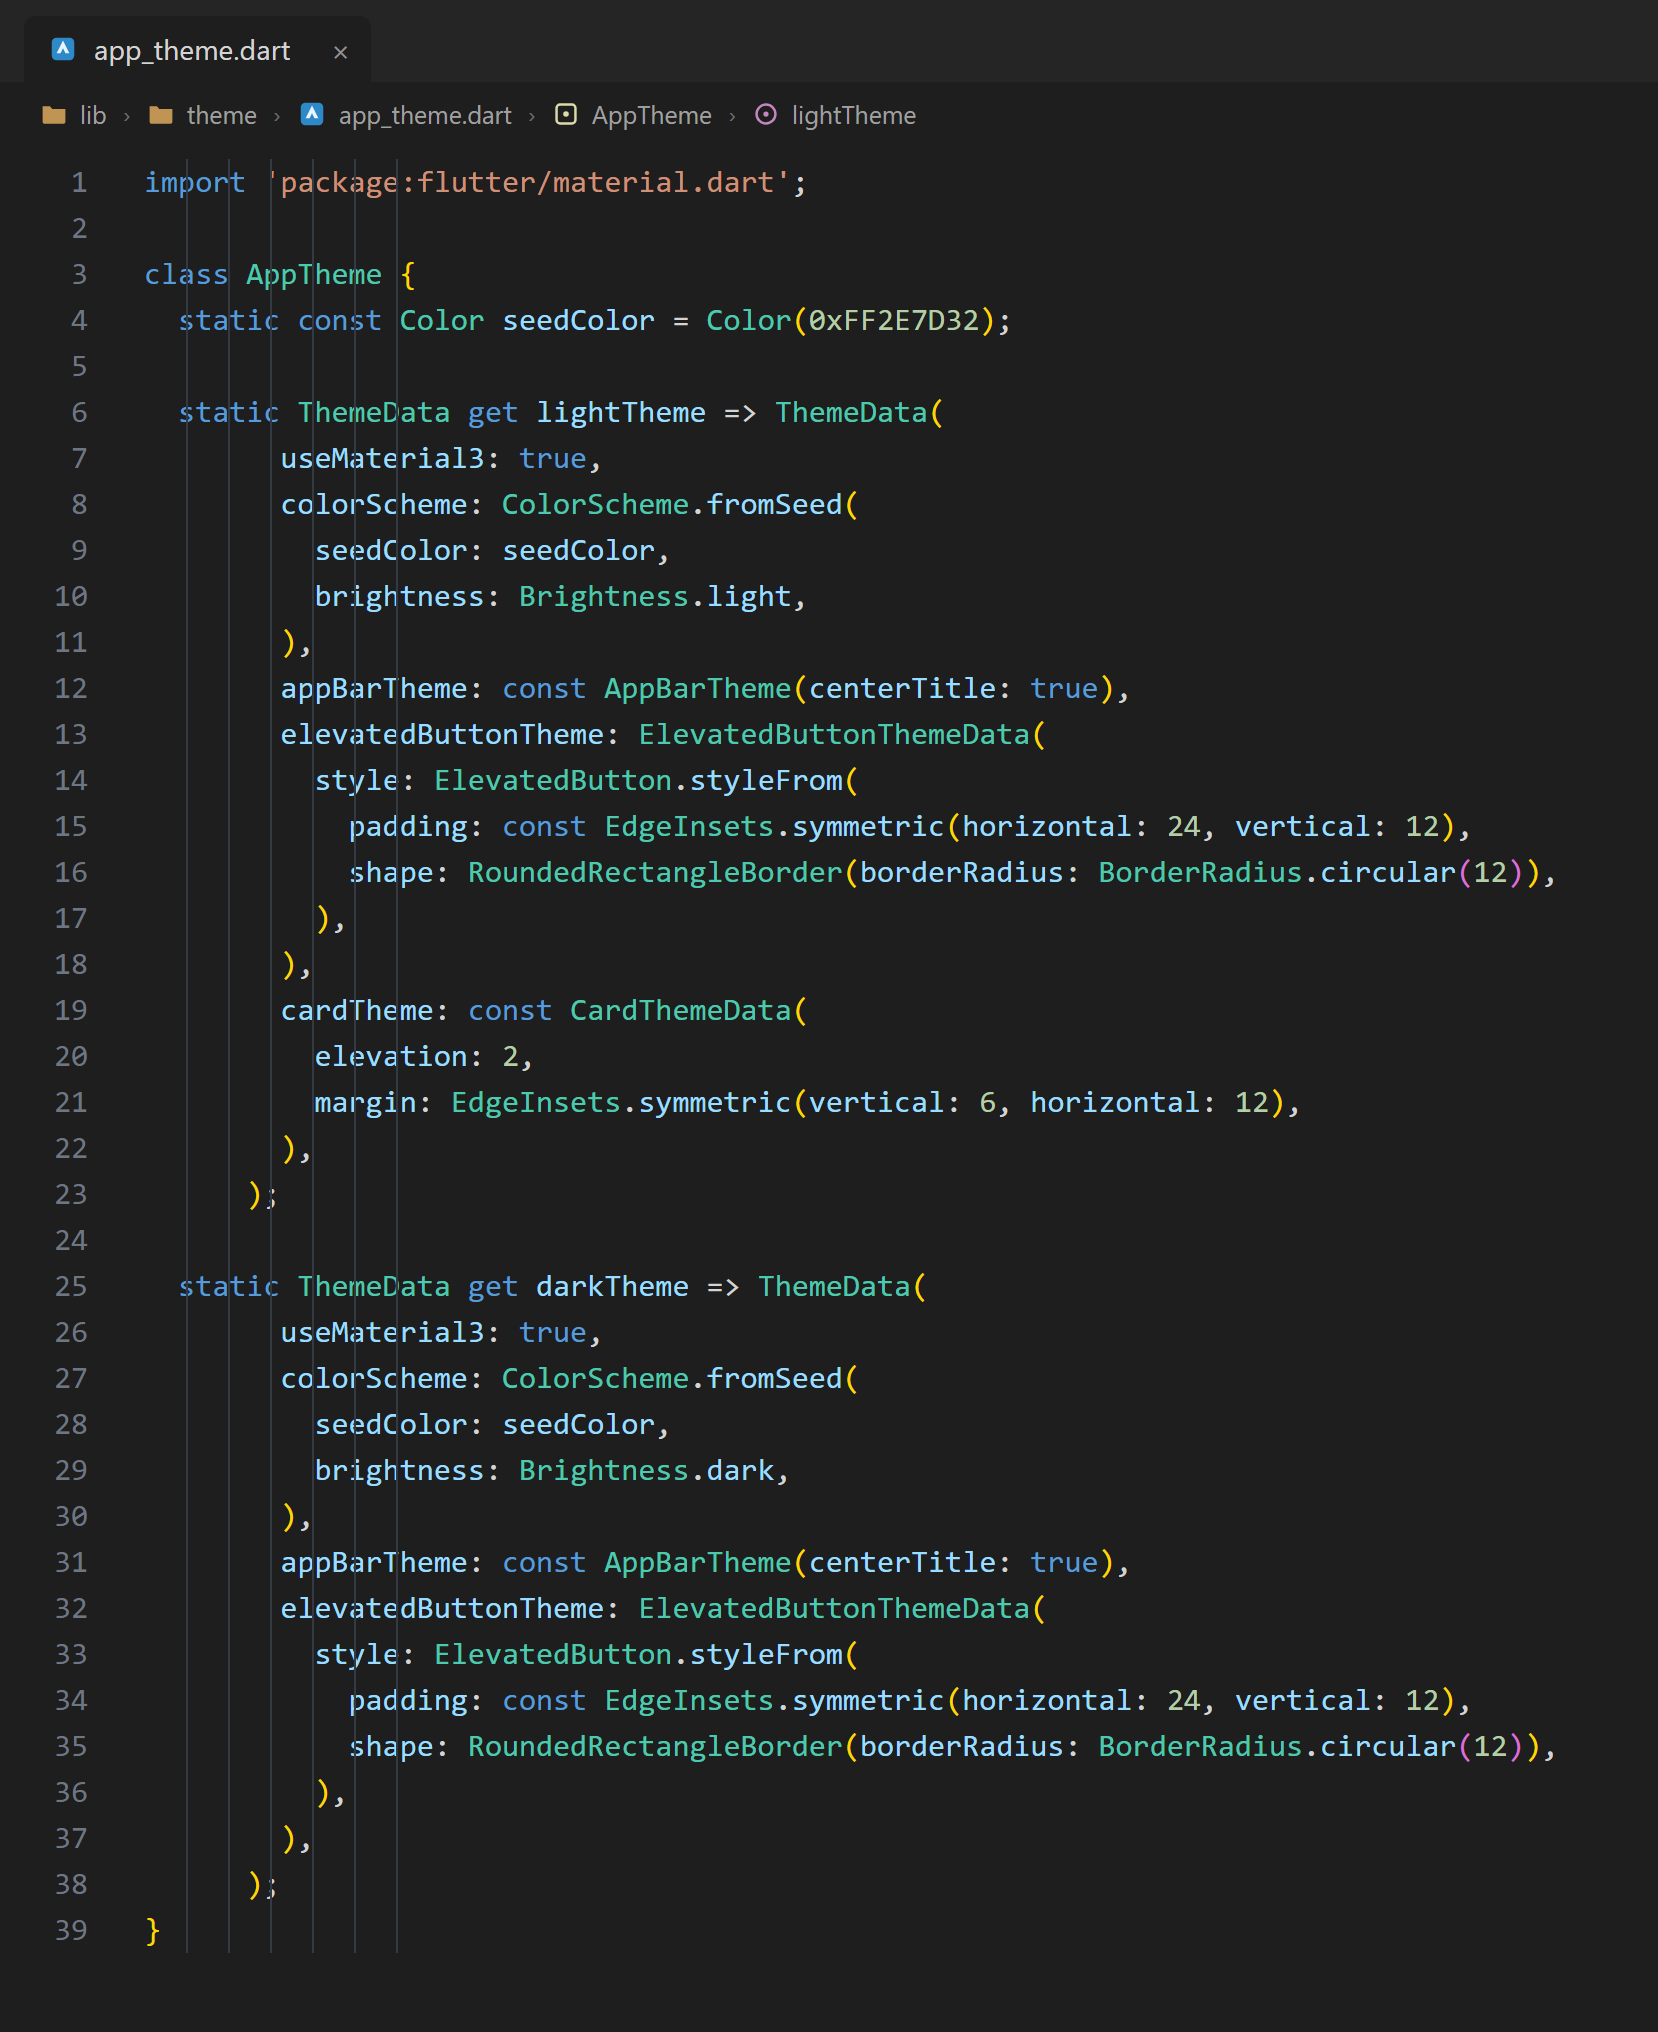 app_theme.dart ×
lib › theme › app_theme.dart › AppTheme › lightTheme
1 import 'package:flutter/material.dart';
2
3 class AppTheme {
4   static const Color seedColor = Color(0xFF2E7D32);
5
6   static ThemeData get lightTheme => ThemeData(
7         useMaterial3: true,
8         colorScheme: ColorScheme.fromSeed(
9           seedColor: seedColor,
10           brightness: Brightness.light,
11         ),
12         appBarTheme: const AppBarTheme(centerTitle: true),
13         elevatedButtonTheme: ElevatedButtonThemeData(
14           style: ElevatedButton.styleFrom(
15             padding: const EdgeInsets.symmetric(horizontal: 24, vertical: 12),
16             shape: RoundedRectangleBorder(borderRadius: BorderRadius.circular(12)),
17           ),
18         ),
19         cardTheme: const CardThemeData(
20           elevation: 2,
21           margin: EdgeInsets.symmetric(vertical: 6, horizontal: 12),
22         ),
23       );
24
25   static ThemeData get darkTheme => ThemeData(
26         useMaterial3: true,
27         colorScheme: ColorScheme.fromSeed(
28           seedColor: seedColor,
29           brightness: Brightness.dark,
30         ),
31         appBarTheme: const AppBarTheme(centerTitle: true),
32         elevatedButtonTheme: ElevatedButtonThemeData(
33           style: ElevatedButton.styleFrom(
34             padding: const EdgeInsets.symmetric(horizontal: 24, vertical: 12),
35             shape: RoundedRectangleBorder(borderRadius: BorderRadius.circular(12)),
36           ),
37         ),
38       );
39 }